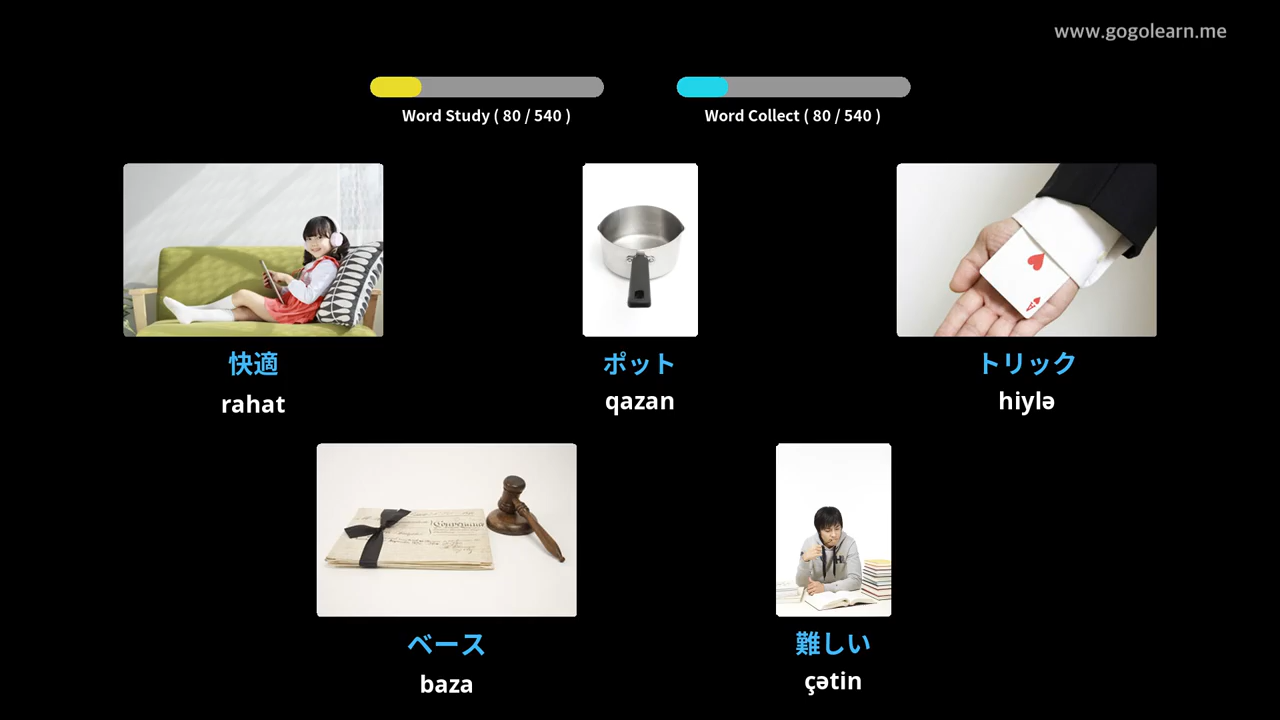 www.gogolearn.me
Word Study ( 80 / 540 )
Word Collect ( 80 / 540 )
快適
rahat
ポット
qazan
トリック
hiylə
ベース
baza
難しい
çətin